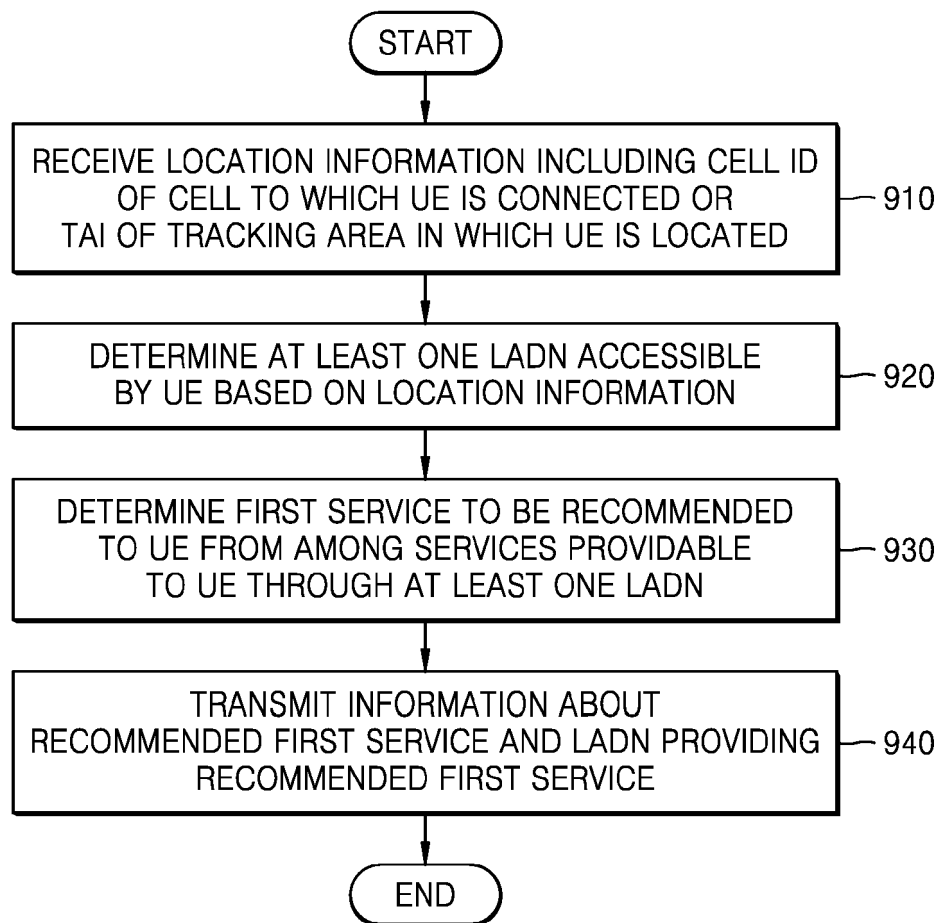 START
RECEIVE LOCATION INFORMATION INCLUDING CELL ID
OF CELL TO WHICH UE IS CONNECTED OR
TAI OF TRACKING AREA IN WHICH UE IS LOCATED
910
DETERMINE AT LEAST ONE LADN ACCESSIBLE
BY UE BASED ON LOCATION INFORMATION
920
DETERMINE FIRST SERVICE TO BE RECOMMENDED
TO UE FROM AMONG SERVICES PROVIDABLE
TO UE THROUGH AT LEAST ONE LADN
930
TRANSMIT INFORMATION ABOUT
RECOMMENDED FIRST SERVICE AND LADN PROVIDING
RECOMMENDED FIRST SERVICE
940
END